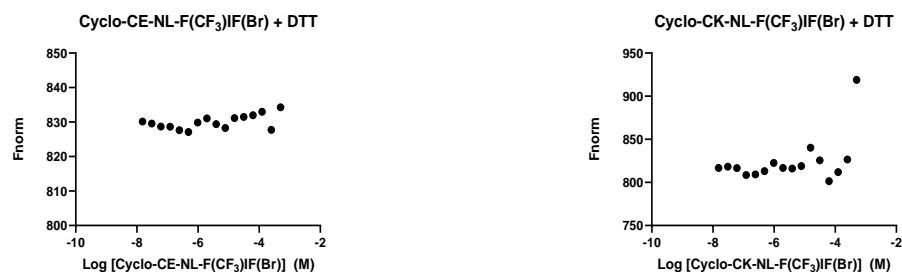 Cyclo-CE-NL-F(CF₃)IF(Br) + DTT
850
840
830
820
810
800
Fnorm
-10 -8 -6 -4 -2
Log [Cyclo-CE-NL-F(CF₃)IF(Br)] (M)
Cyclo-CK-NL-F(CF₃)IF(Br) + DTT
950
900
850
800
750
Fnorm
-10 -8 -6 -4 -2
Log [Cyclo-CK-NL-F(CF₃)IF(Br)] (M)